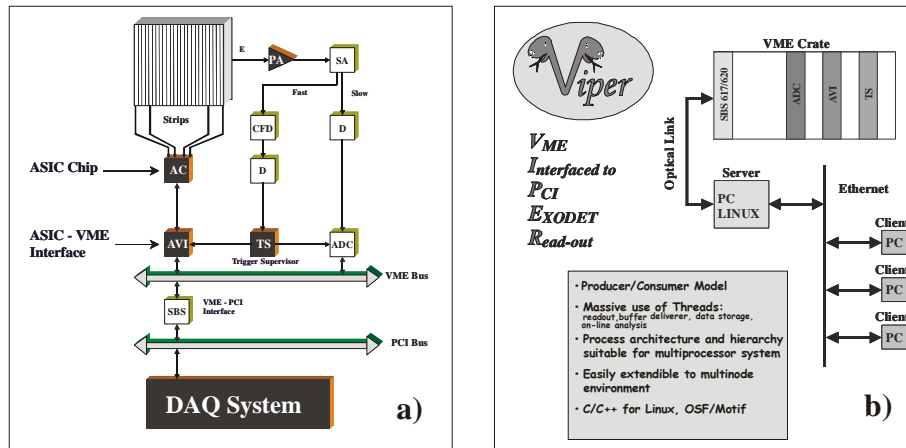 E
PA
SA
Fast
Slow
Strips
CFD
D
ASIC Chip
AC
D
ASIC - VME
Interface
AVI
TS
ADC
Trigger Supervisor
VME Bus
SBS
VME - PCI
Interface
PCI Bus
DAQ System
a)
b)
Viper
VME
Interfaced to
PCI
EXODET
Read-out
VME Crate
SBS 617/620
ADC
AVI
TS
Optical Link
Server
PC
LINUX
Ethernet
Client
PC
Client
PC
Client
PC
· Producer/Consumer Model
· Massive use of Threads:
readout,buffer deliverer, data storage,
on-line analysis
· Process architecture and hierarchy
suitable for multiprocessor system
· Easily extendible to multinode
environment
· C/C++ for Linux, OSF/Motif